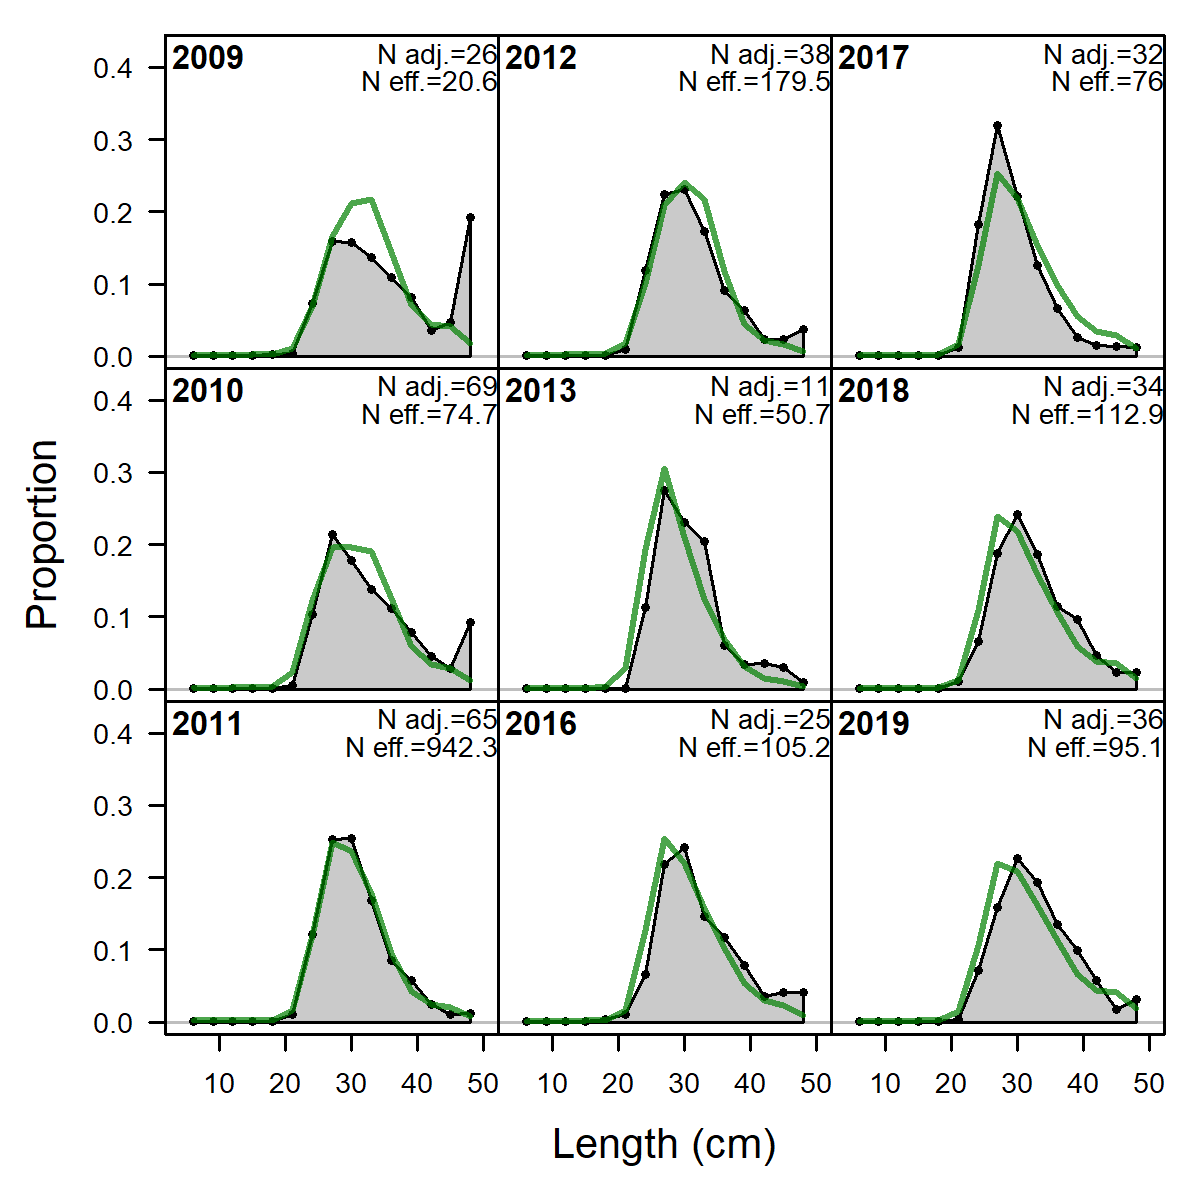 2009
N adj.=26
N eff.=20.6
2012
N adj.=38
N eff.=179.5
2017
N adj.=32
N eff.=76
0.4
0.3
0.2
0.1
0.0
2010
N adj.=69
N eff.=74.7
2013
N adj.=11
N eff.=50.7
2018
N adj.=34
N eff.=112.9
0.4
0.3
0.2
0.1
0.0
2011
N adj.=65
N eff.=942.3
2016
N adj.=25
N eff.=105.2
2019
N adj.=36
N eff.=95.1
0.4
0.3
0.2
0.1
0.0
10 20 30 40 50
10 20 30 40 50
10 20 30 40 50
Proportion
Length (cm)